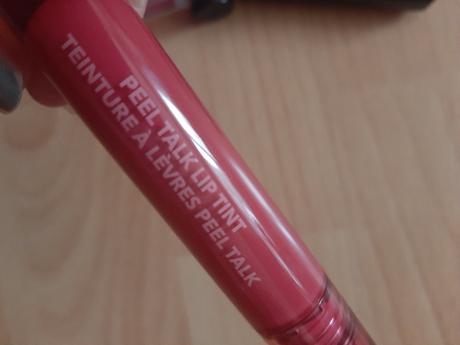 PEEL TALK LIP TINT
TEINTURE À LÈVRES PEEL TALK